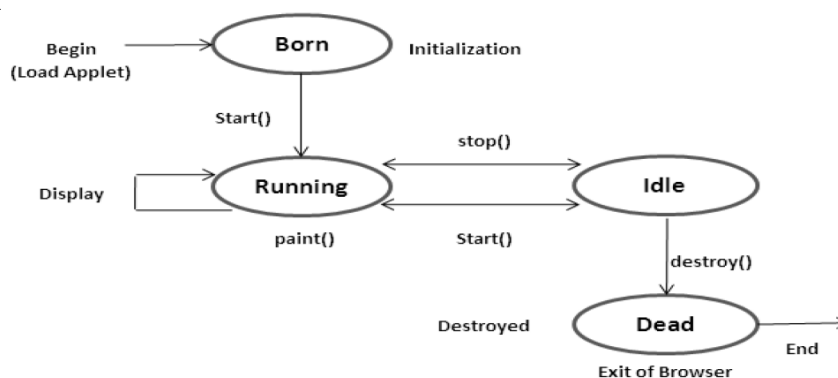 Begin
(Load Applet)
Born
Initialization
Start()
stop()
Display
Running
Idle
paint()
Start()
destroy()
Destroyed
Dead
End
Exit of Browser